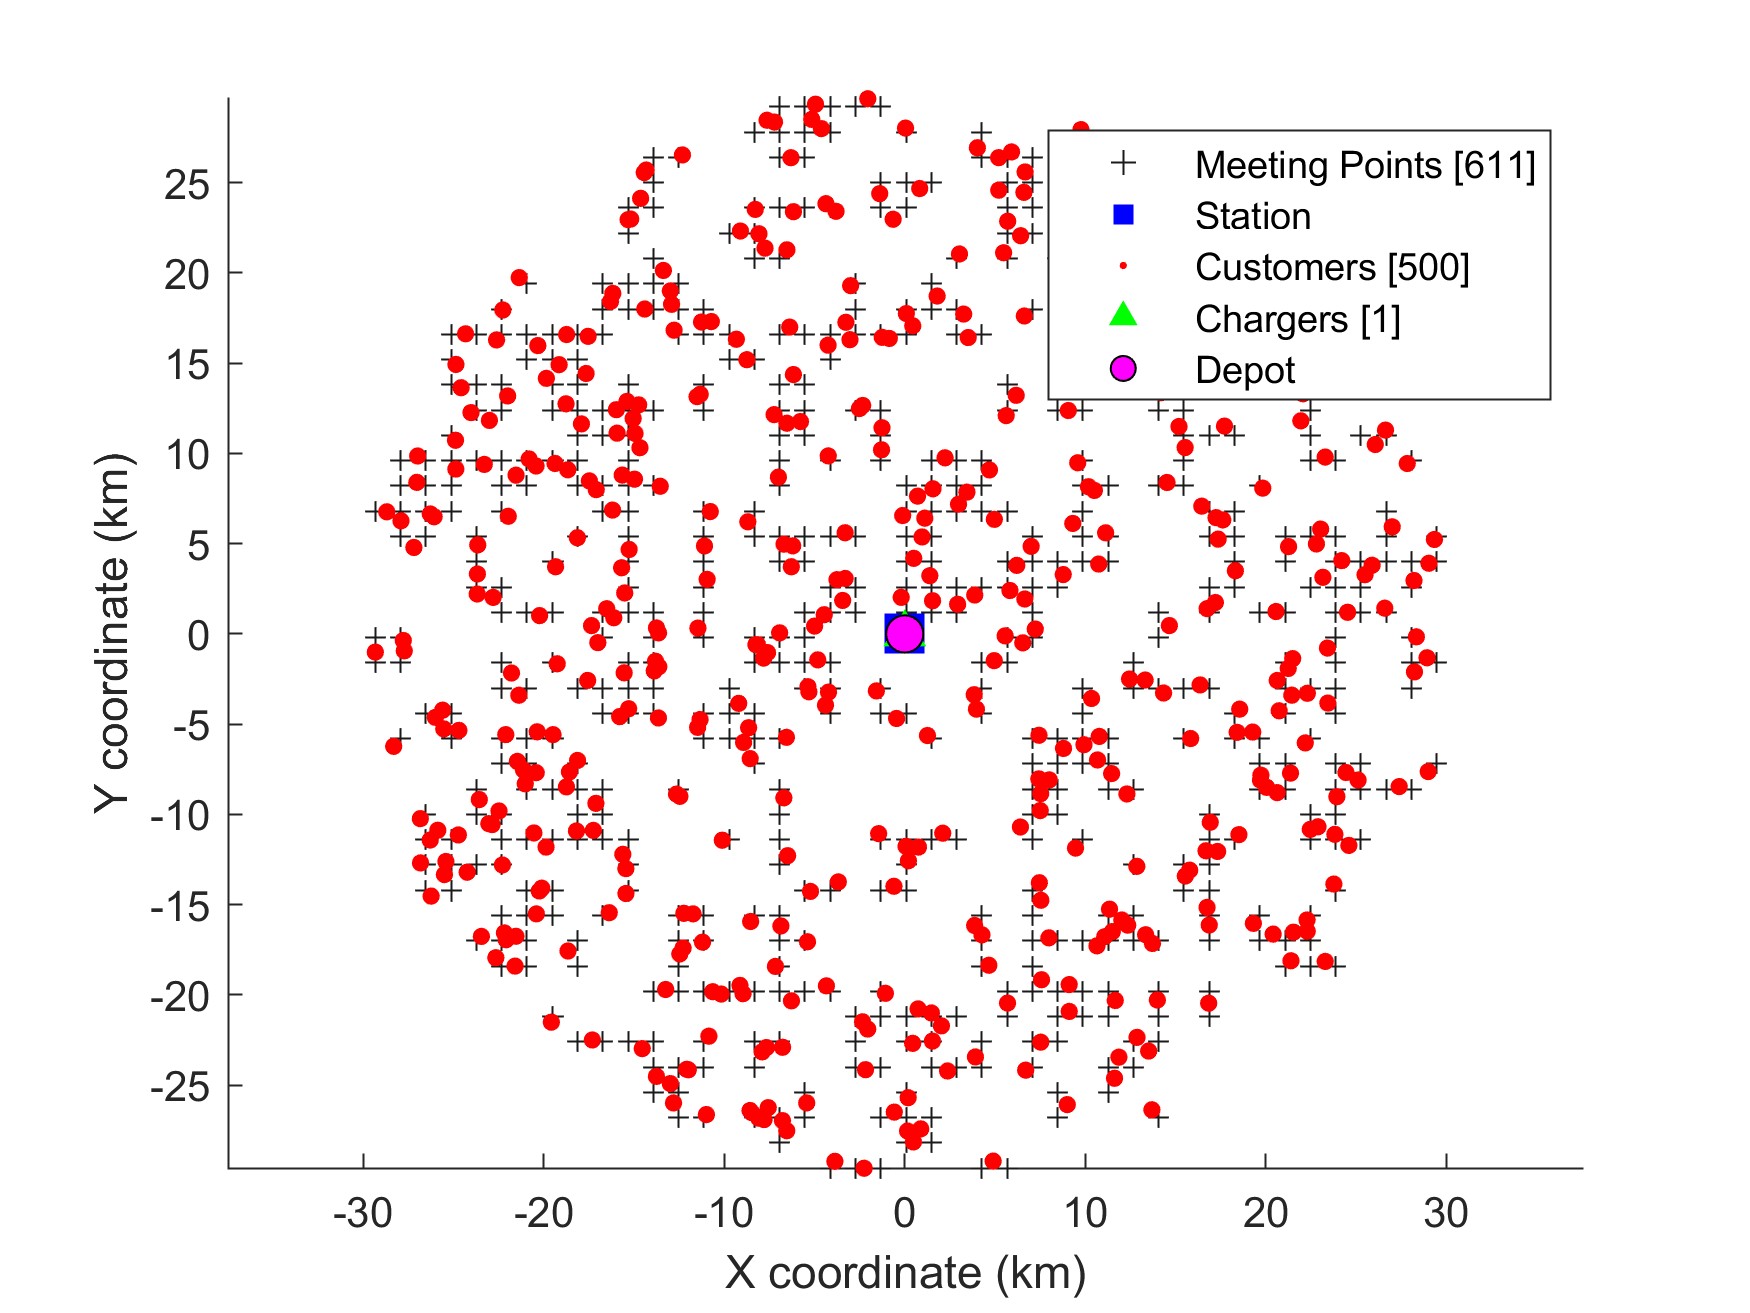 25
20
15
10
5
0
-5
-10
-15
-20
-25
Y coordinate (km)
Meeting Points [611]
Station
Customers [500]
Chargers [1]
Depot
-30 -20 -10 0 10 20 30
X coordinate (km)